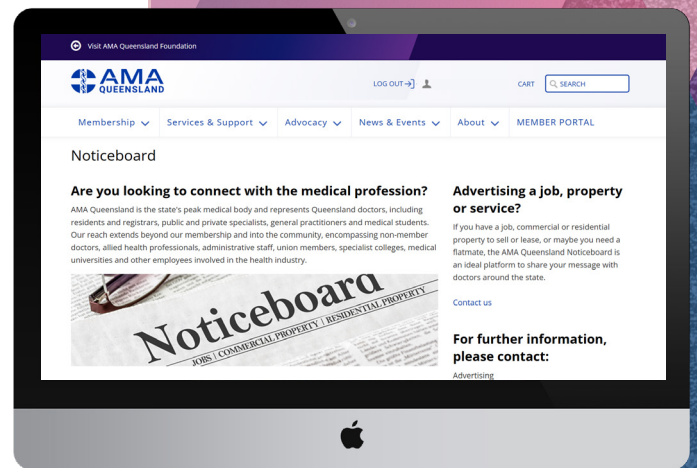 Visit AMA Queensland Foundation
AMA
QUEENSLAND
LOG OUT
CART
SEARCH
Membership
Services & Support
Advocacy
News & Events
About
MEMBER PORTAL
Noticeboard
Are you looking to connect with the medical profession?
AMA Queensland is the state's peak medical body and represents Queensland doctors, including
residents and registrars, public and private specialists, general practitioners and medical students.
Our reach extends beyond our membership and into the community, encompassing non-member
doctors, allied health professionals, administrative staff, union members, specialist colleges, medical
universities and other employees involved in the health industry.
Noticeboard
JOBS | COMMERCIAL PROPERTY | RESIDENTIAL PROPERTY
Advertising a job, property
or service?
If you have a job, commercial or residential
property to sell or lease, or maybe you need a
flatmate, the AMA Queensland Noticeboard is
an ideal platform to share your message with
doctors around the state.
Contact us
For further information,
please contact:
Advertising